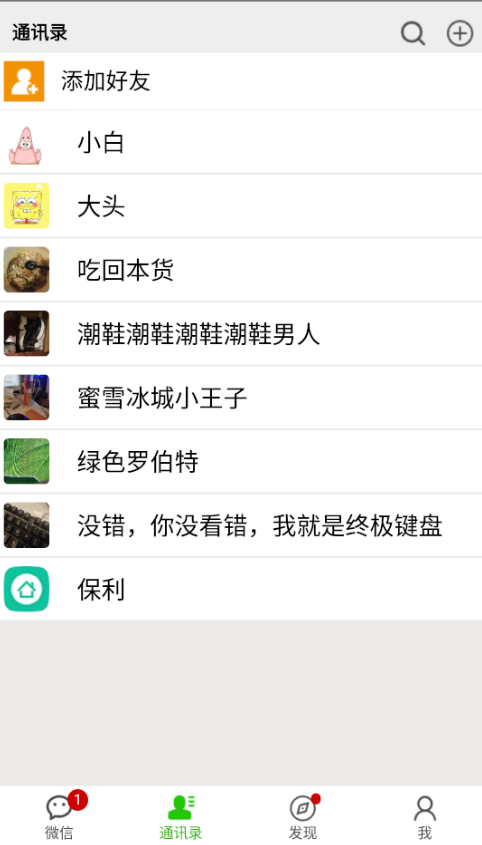 通讯录
添加好友
小白
大头
吃回本货
潮鞋潮鞋潮鞋潮鞋男人
蜜雪冰城小王子
绿色罗伯特
没错，你没看错，我就是终极键盘
保利
1
微信
通讯录
发现
我